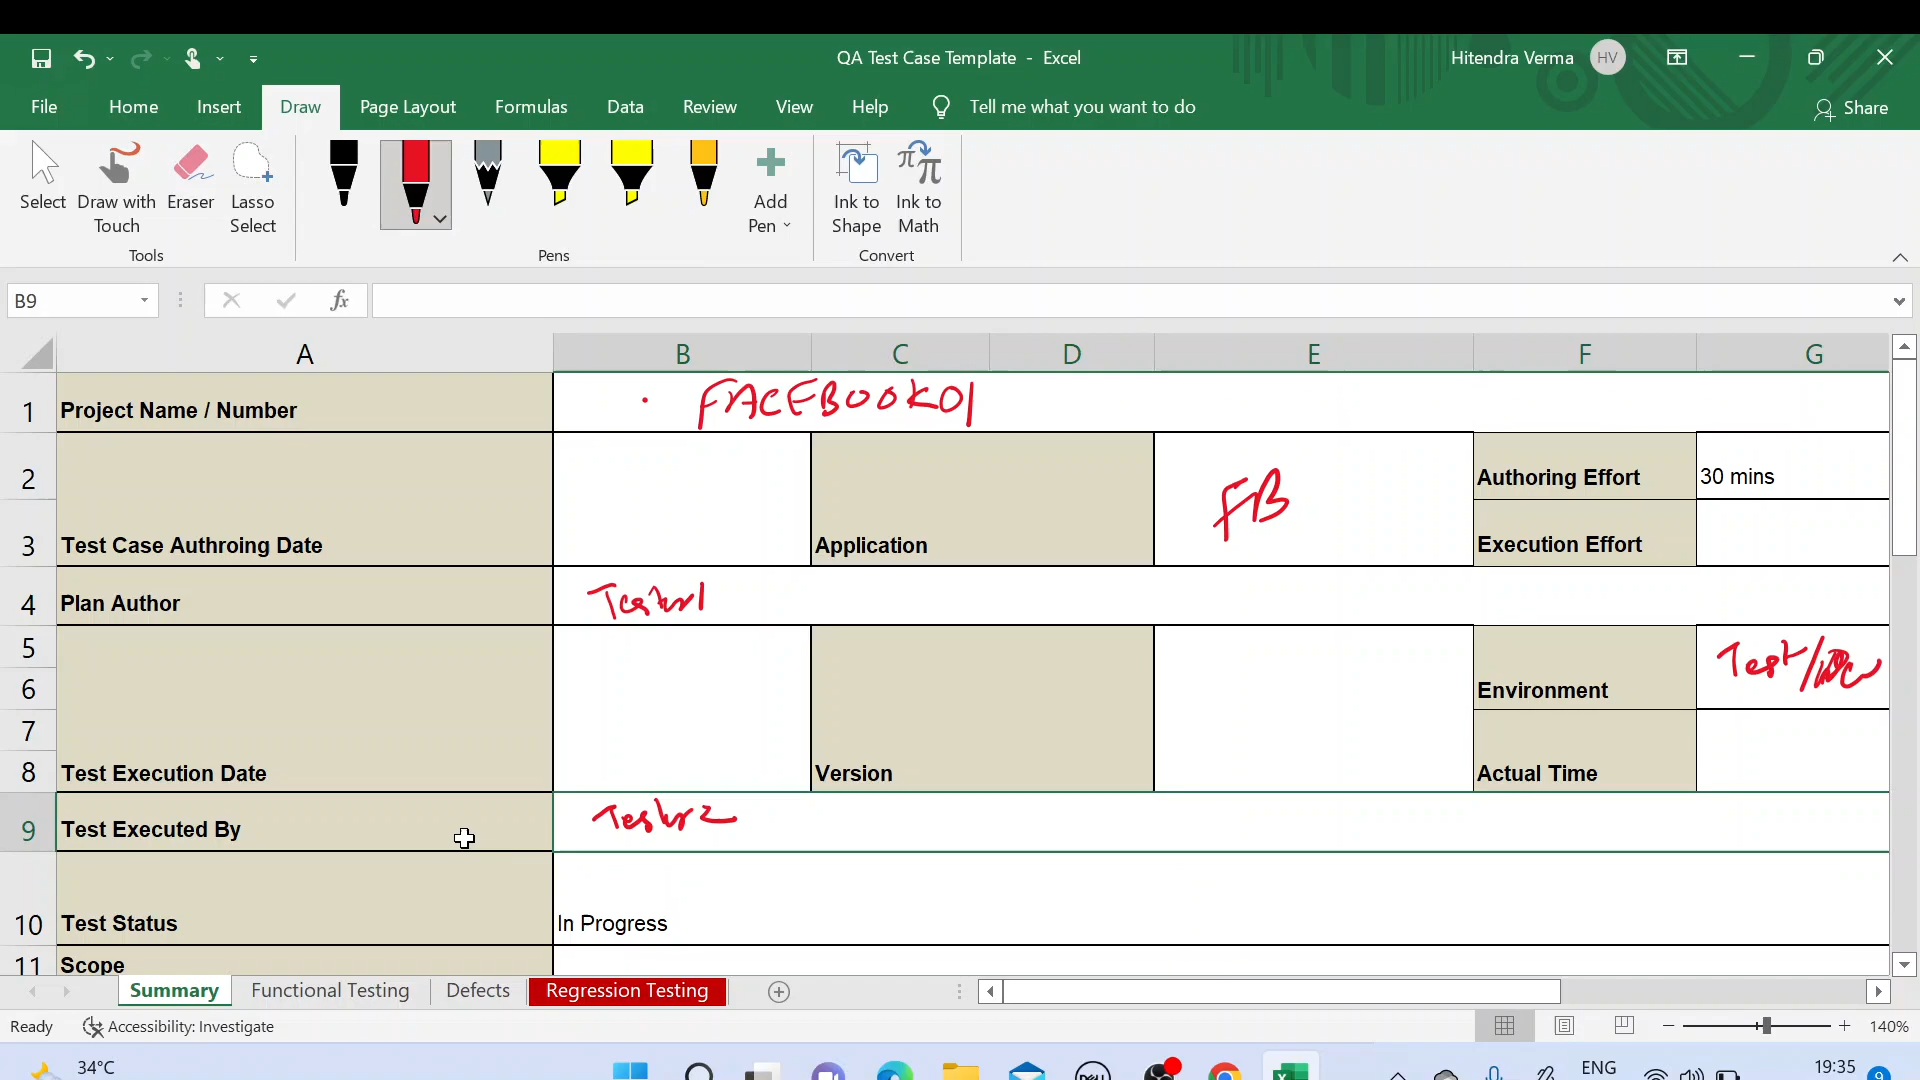 QA Test Case Template - Excel
Hitendra Verma HV
File Home Insert Draw Page Layout Formulas Data Review View Help Tell me what you want to do Share
Select Draw with Touch Eraser Lasso Select Add Pen Ink to Shape Ink to Math
Tools Pens Convert
B9 fx
A B C D E F G
1 Project Name / Number FACEBOOK01
2 Authoring Effort 30 mins
3 Test Case Authroing Date Application FB Execution Effort
4 Plan Author Tester1
5 Test/
6 Environment
7
8 Test Execution Date Version Actual Time
9 Test Executed By Tester2
10 Test Status In Progress
11 Scope
Summary Functional Testing Defects Regression Testing
Ready Accessibility: Investigate 140%
34°C ENG 19:35 9